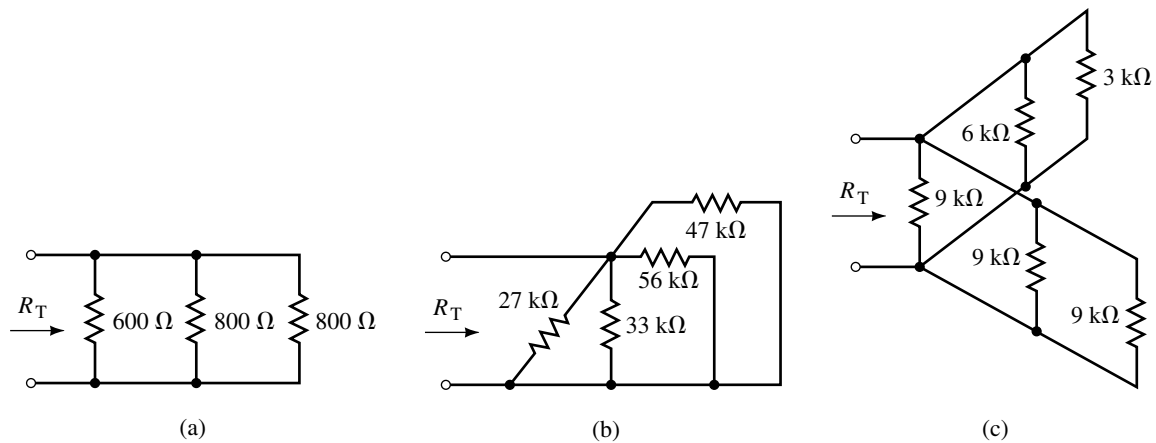 R_T
600 Ω
800 Ω
800 Ω
(a)
R_T
27 kΩ
33 kΩ
56 kΩ
47 kΩ
(b)
R_T
9 kΩ
6 kΩ
3 kΩ
9 kΩ
9 kΩ
(c)